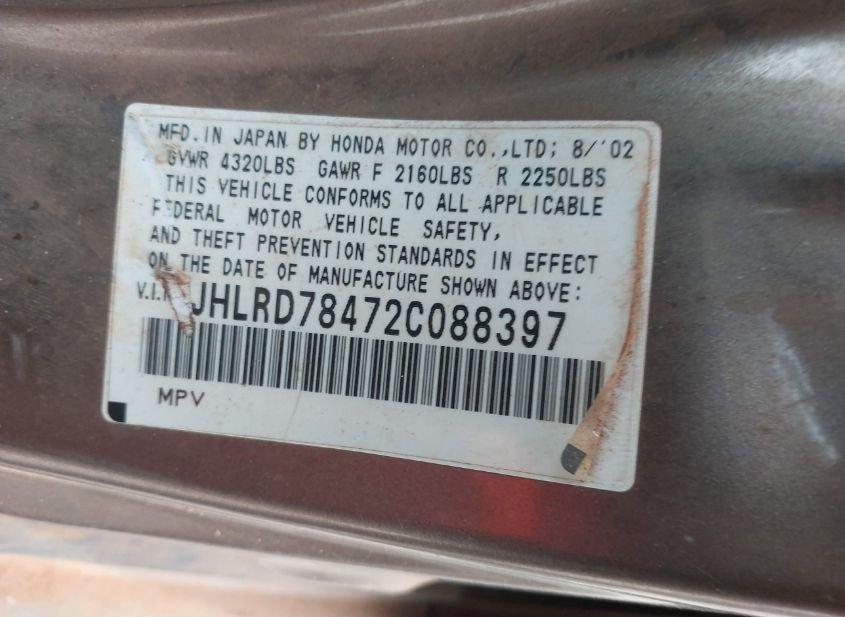 MFD. IN JAPAN BY HONDA MOTOR CO.,LTD; 8/'02
GVWR 4320LBS GAWR F 2160LBS R 2250LBS
THIS VEHICLE CONFORMS TO ALL APPLICABLE
FEDERAL MOTOR VEHICLE SAFETY,
AND THEFT PREVENTION STANDARDS IN EFFECT
ON THE DATE OF MANUFACTURE SHOWN ABOVE:
V.I.N JHLRD78472C088397
MPV